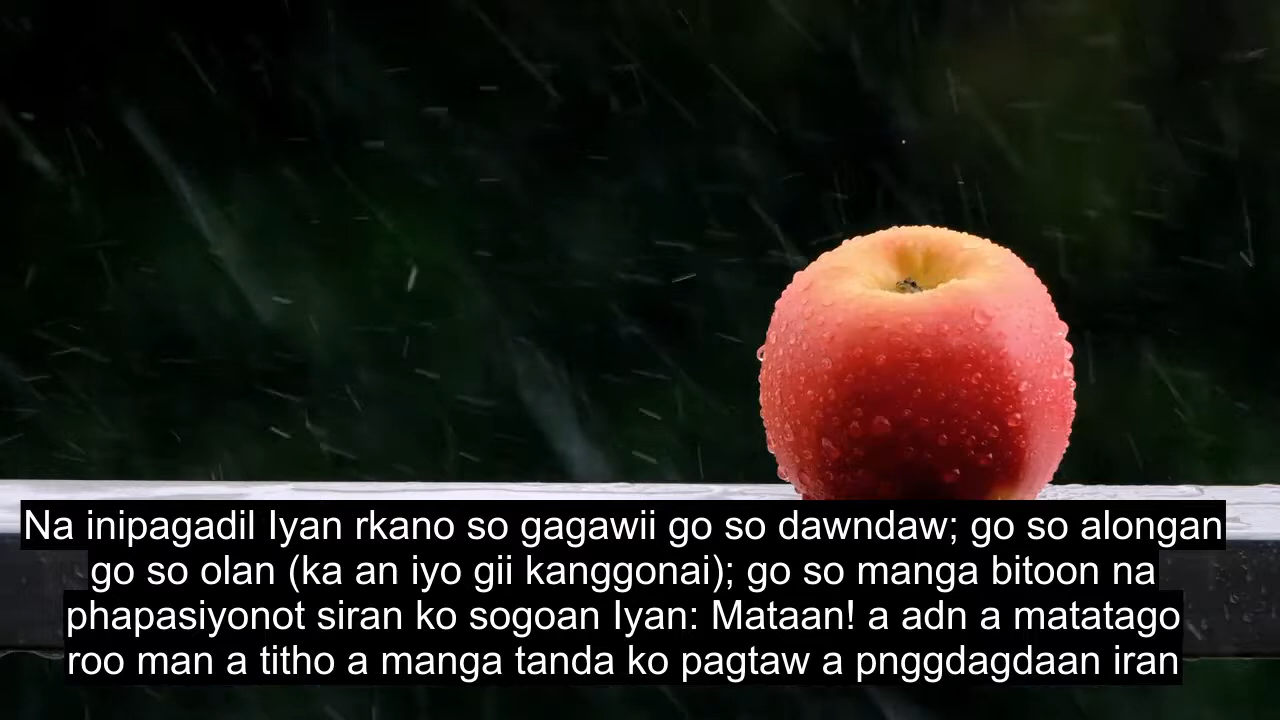 Na inipagadil Iyan rkano so gagawii go so dawndaw; go so alongan
go so olan (ka an iyo gii kanggonai); go so manga bitoon na
phapasiyonot siran ko sogoan Iyan: Mataan! a adn a matatago
roo man a titho a manga tanda ko pagtaw a pnggdagdaan iran